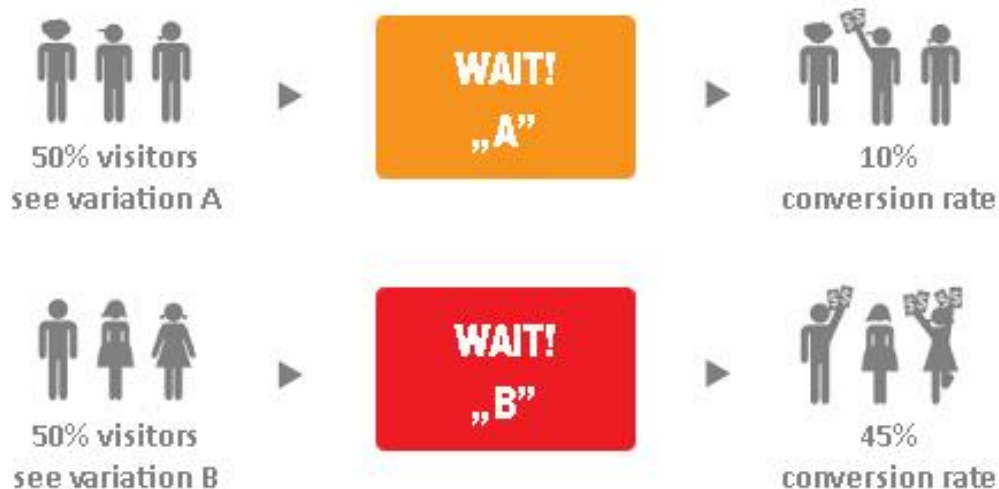 50% visitors
see variation A
WAIT!
„A”
10%
conversion rate
50% visitors
see variation B
WAIT!
„B”
45%
conversion rate